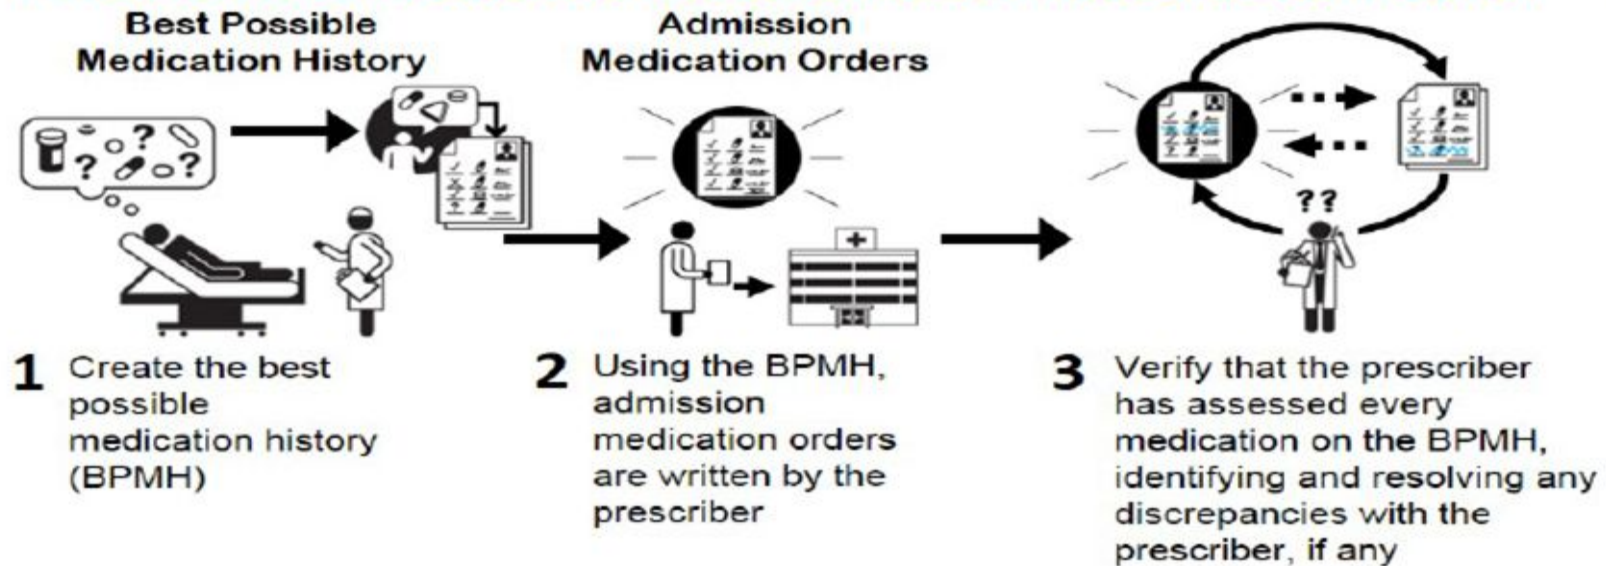 Best Possible
Medication History
Admission
Medication Orders
? ? ?
??
1 Create the best
possible
medication history
(BPMH)
2 Using the BPMH,
admission
medication orders
are written by the
prescriber
3 Verify that the prescriber
has assessed every
medication on the BPMH,
identifying and resolving any
discrepancies with the
prescriber, if any